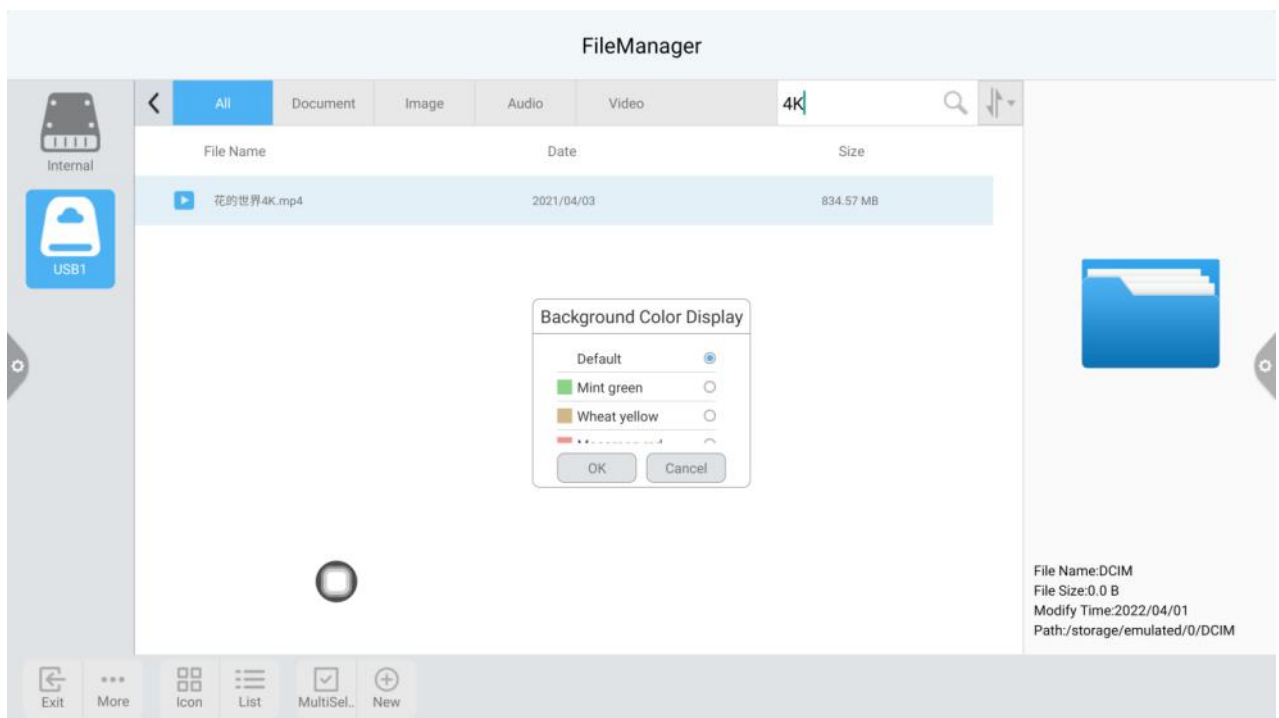 FileManager
Internal
USB1
All Document Image Audio Video 4K
File Name Date Size
花的世界4K.mp4 2021/04/03 834.57 MB
Background Color Display
Default
Mint green
Wheat yellow
OK Cancel
File Name:DCIM
File Size:0.0 B
Modify Time:2022/04/01
Path:/storage/emulated/0/DCIM
Exit More Icon List MultiSel.. New